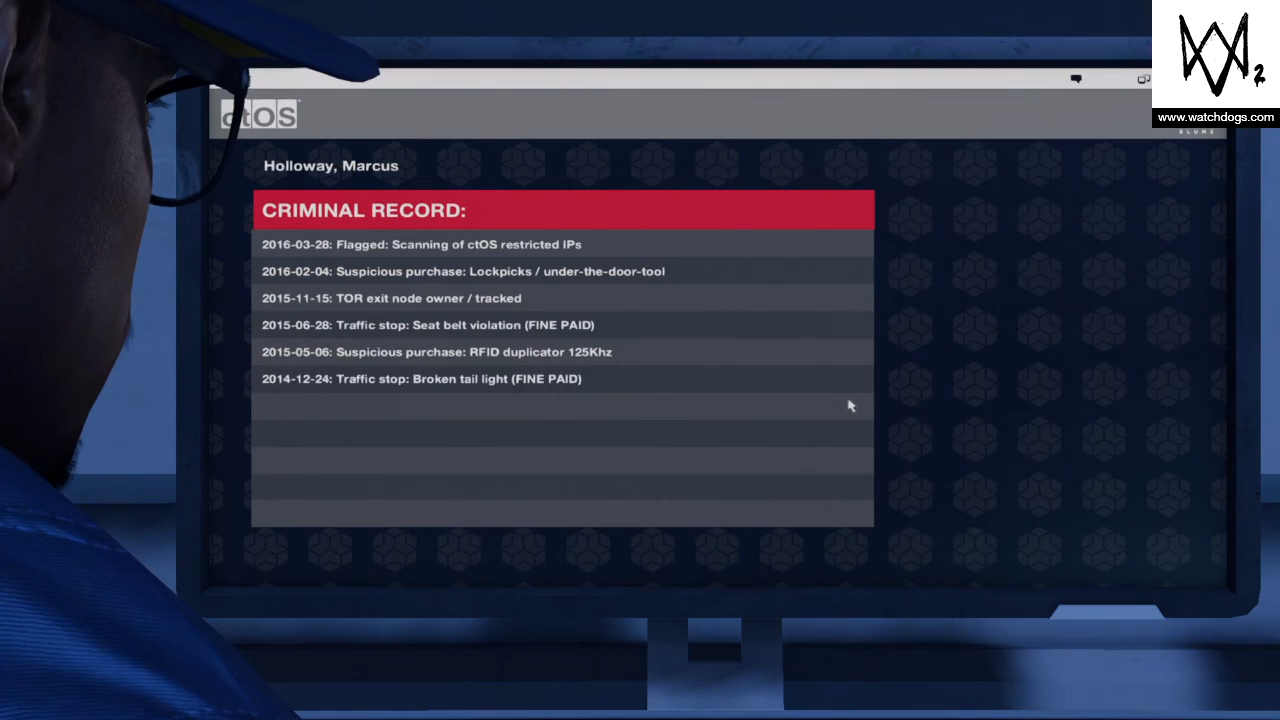 2
www.watchdogs.com
ctOS
BLUME
Holloway, Marcus
CRIMINAL RECORD:
2016-03-28: Flagged: Scanning of ctOS restricted IPs
2016-02-04: Suspicious purchase: Lockpicks / under-the-door-tool
2015-11-15: TOR exit node owner / tracked
2015-06-28: Traffic stop: Seat belt violation (FINE PAID)
2015-05-06: Suspicious purchase: RFID duplicator 125Khz
2014-12-24: Traffic stop: Broken tail light (FINE PAID)